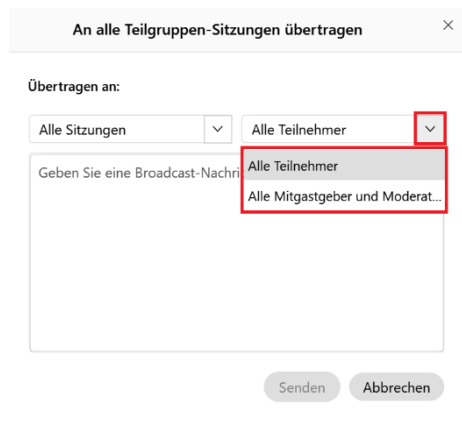 An alle Teilgruppen-Sitzungen übertragen
Übertragen an:
Alle Sitzungen
Alle Teilnehmer
Geben Sie eine Broadcast-Nachri
Alle Teilnehmer
Alle Mitgastgeber und Moderat...
Senden
Abbrechen